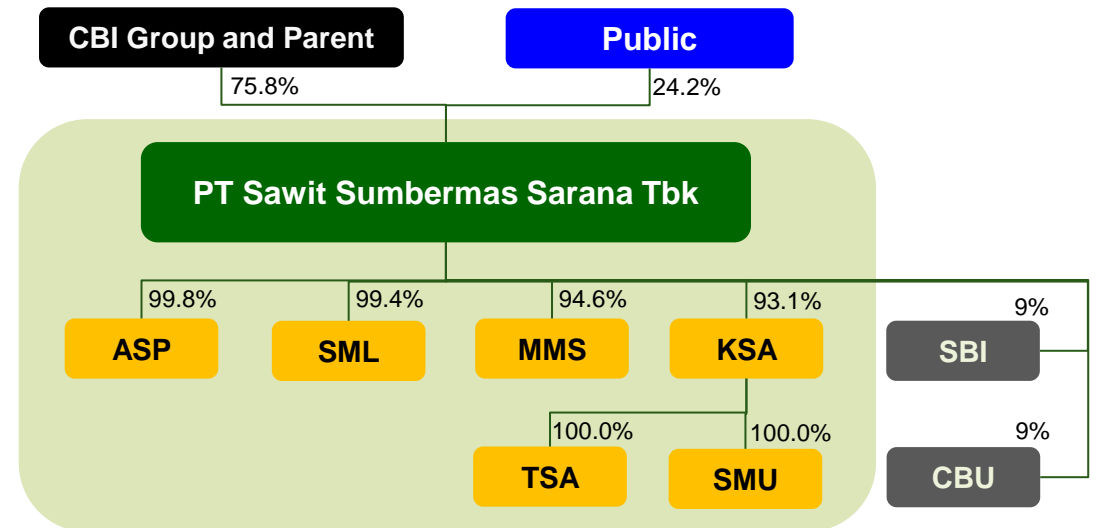 CBI Group and Parent
Public
75.8%
24.2%
PT Sawit Sumbermas Sarana Tbk
99.8%
99.4%
94.6%
93.1%
9%
ASP
SML
MMS
KSA
SBI
100.0%
100.0%
9%
TSA
SMU
CBU